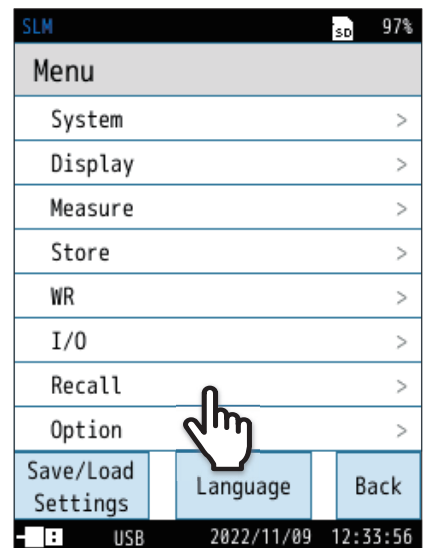 SLM SD 97%
Menu
System >
Display >
Measure >
Store >
WR >
I/O >
Recall >
Option >
Save/Load
Settings
Language
Back
USB 2022/11/09 12:33:56